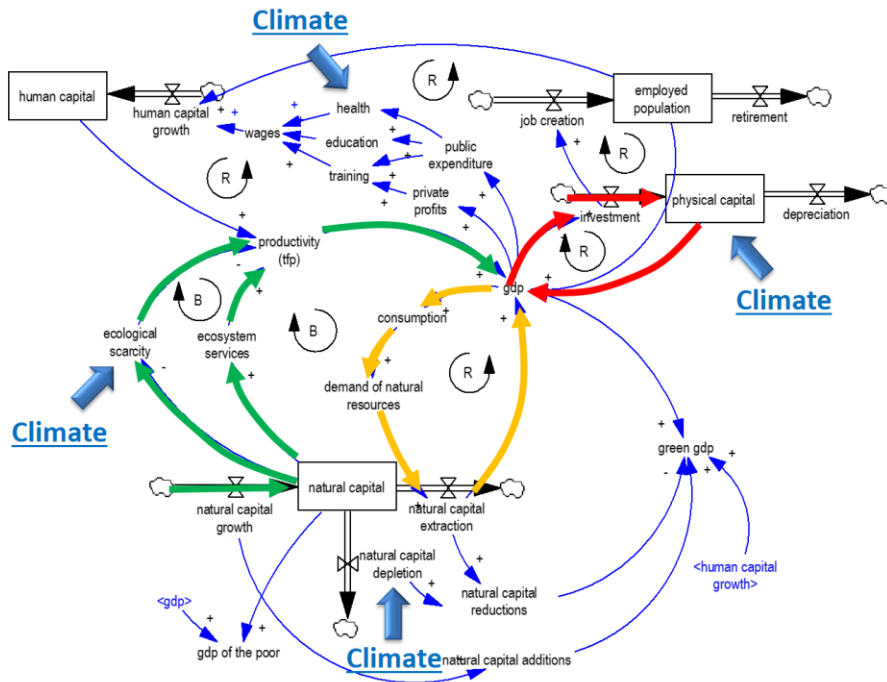 Climate
human capital
human capital
growth
+
+
wages
+
health
education
training
+
+
+
+
+
public
expenditure
private
profits
+
+
R
job creation
+
employed
population
retirement
R
R
investment
+
physical capital
depreciation
R
Climate
+
productivity
(tfp)
-
+
+
gdp
+
+
+
consumption
+
B
B
ecological
scarcity
ecosystem
services
-
+
Climate
+
demand of natural
resources
R
+
green gdp
+
-
+
natural capital
growth
natural capital
natural capital
extraction
+
natural capital
depletion
+
+
natural capital
reductions
<human capital
growth>
<gdp>
+
+
gdp of the poor
Climate
natural capital additions